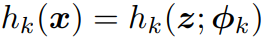 h_k(𝒙) = h_k(𝒛; ϕ_k)